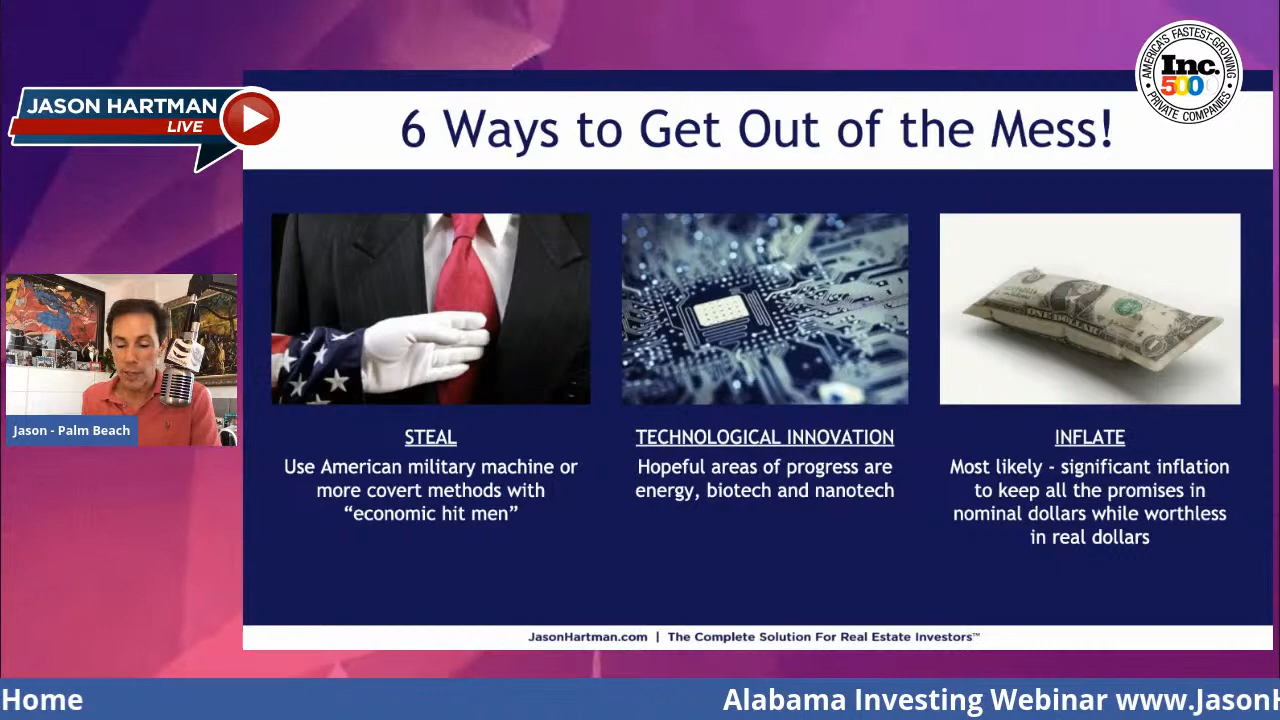 AMERICA'S FASTEST-GROWING
Inc.
500
PRIVATE COMPANIES
JASON HARTMAN
LIVE
6 Ways to Get Out of the Mess!
ONE DOLLAR
Jason - Palm Beach
STEAL
Use American military machine or
more covert methods with
“economic hit men”
TECHNOLOGICAL INNOVATION
Hopeful areas of progress are
energy, biotech and nanotech
INFLATE
Most likely - significant inflation
to keep all the promises in
nominal dollars while worthless
in real dollars
JasonHartman.com | The Complete Solution For Real Estate Investors™
Home
Alabama Investing Webinar www.JasonH